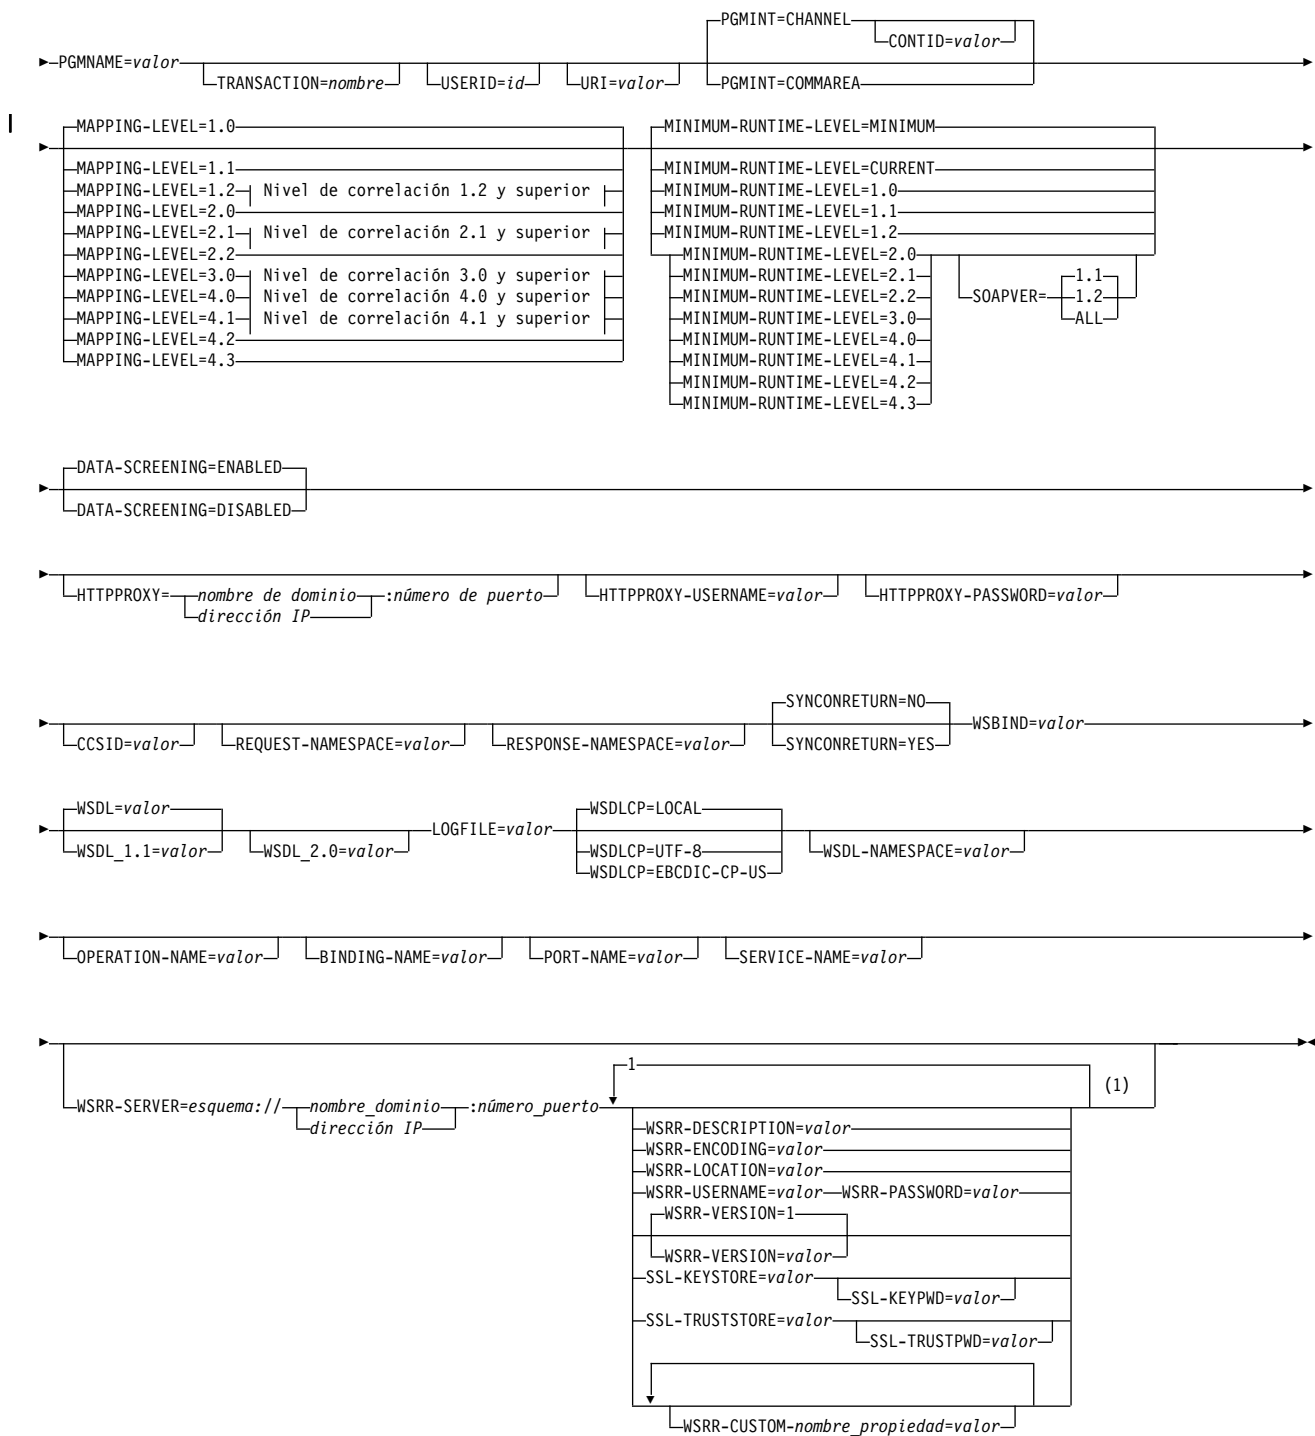 PGMINT=CHANNEL
CONTID=valor
PGMNAME=valor
TRANSACTION=nombre
USERID=id
URI=valor
PGMINT=COMMAREA
MAPPING-LEVEL=1.0
MAPPING-LEVEL=1.1
MAPPING-LEVEL=1.2 Nivel de correlación 1.2 y superior
MAPPING-LEVEL=2.0
MAPPING-LEVEL=2.1 Nivel de correlación 2.1 y superior
MAPPING-LEVEL=2.2
MAPPING-LEVEL=3.0 Nivel de correlación 3.0 y superior
MAPPING-LEVEL=4.0 Nivel de correlación 4.0 y superior
MAPPING-LEVEL=4.1 Nivel de correlación 4.1 y superior
MAPPING-LEVEL=4.2
MAPPING-LEVEL=4.3
MINIMUM-RUNTIME-LEVEL=MINIMUM
MINIMUM-RUNTIME-LEVEL=CURRENT
MINIMUM-RUNTIME-LEVEL=1.0
MINIMUM-RUNTIME-LEVEL=1.1
MINIMUM-RUNTIME-LEVEL=1.2
MINIMUM-RUNTIME-LEVEL=2.0
MINIMUM-RUNTIME-LEVEL=2.1
MINIMUM-RUNTIME-LEVEL=2.2
MINIMUM-RUNTIME-LEVEL=3.0
MINIMUM-RUNTIME-LEVEL=4.0
MINIMUM-RUNTIME-LEVEL=4.1
MINIMUM-RUNTIME-LEVEL=4.2
MINIMUM-RUNTIME-LEVEL=4.3
SOAPVER=
1.1
1.2
ALL
DATA-SCREENING=ENABLED
DATA-SCREENING=DISABLED
HTTPPROXY=
nombre de dominio
dirección IP
:número de puerto
HTTPPROXY-USERNAME=valor
HTTPPROXY-PASSWORD=valor
CCSID=valor
REQUEST-NAMESPACE=valor
RESPONSE-NAMESPACE=valor
SYNCONRETURN=NO
SYNCONRETURN=YES
WSBIND=valor
WSDL=valor
WSDL_1.1=valor
WSDL_2.0=valor
LOGFILE=valor
WSDLCP=LOCAL
WSDLCP=UTF-8
WSDLCP=EBCDIC-CP-US
WSDL-NAMESPACE=valor
OPERATION-NAME=valor
BINDING-NAME=valor
PORT-NAME=valor
SERVICE-NAME=valor
WSRR-SERVER=esquema://
nombre_dominio
dirección IP
:número_puerto
1
(1)
WSRR-DESCRIPTION=valor
WSRR-ENCODING=valor
WSRR-LOCATION=valor
WSRR-USERNAME=valor WSRR-PASSWORD=valor
WSRR-VERSION=1
WSRR-VERSION=valor
SSL-KEYSTORE=valor
SSL-KEYPWD=valor
SSL-TRUSTSTORE=valor
SSL-TRUSTPWD=valor
WSRR-CUSTOM-nombre_propiedad=valor